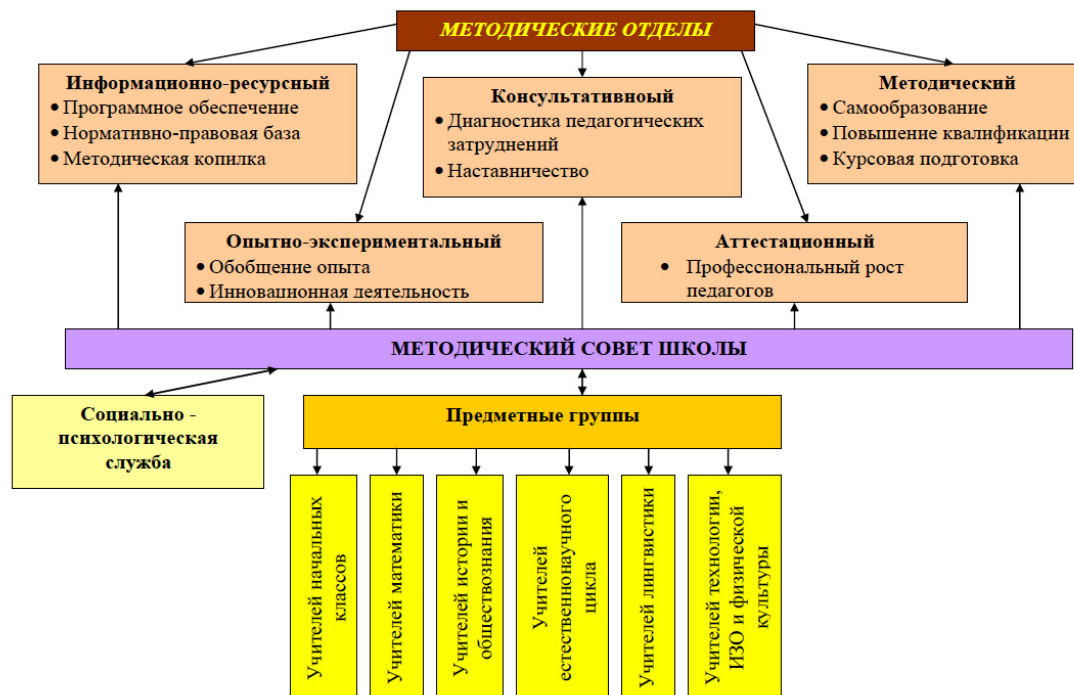 МЕТОДИЧЕСКИЕ ОТДЕЛЫ
Информационно-ресурсный
• Программное обеспечение
• Нормативно-правовая база
• Методическая копилка
Консультативноый
• Диагностика педагогических
затруднений
• Наставничество
Методический
• Самообразование
• Повышение квалификации
• Курсовая подготовка
Опытно-экспериментальный
• Обобщение опыта
• Инновационная деятельность
Аттестационный
• Профессиональный рост
педагогов
МЕТОДИЧЕСКИЙ СОВЕТ ШКОЛЫ
Социально -
психологическая
служба
Предметные группы
Учителей начальных
классов
Учителей математики
Учителей истории и
обществознания
Учителей
естественнонаучного
цикла
Учителей лингвистики
Учителей технологии,
ИЗО и физической
культуры